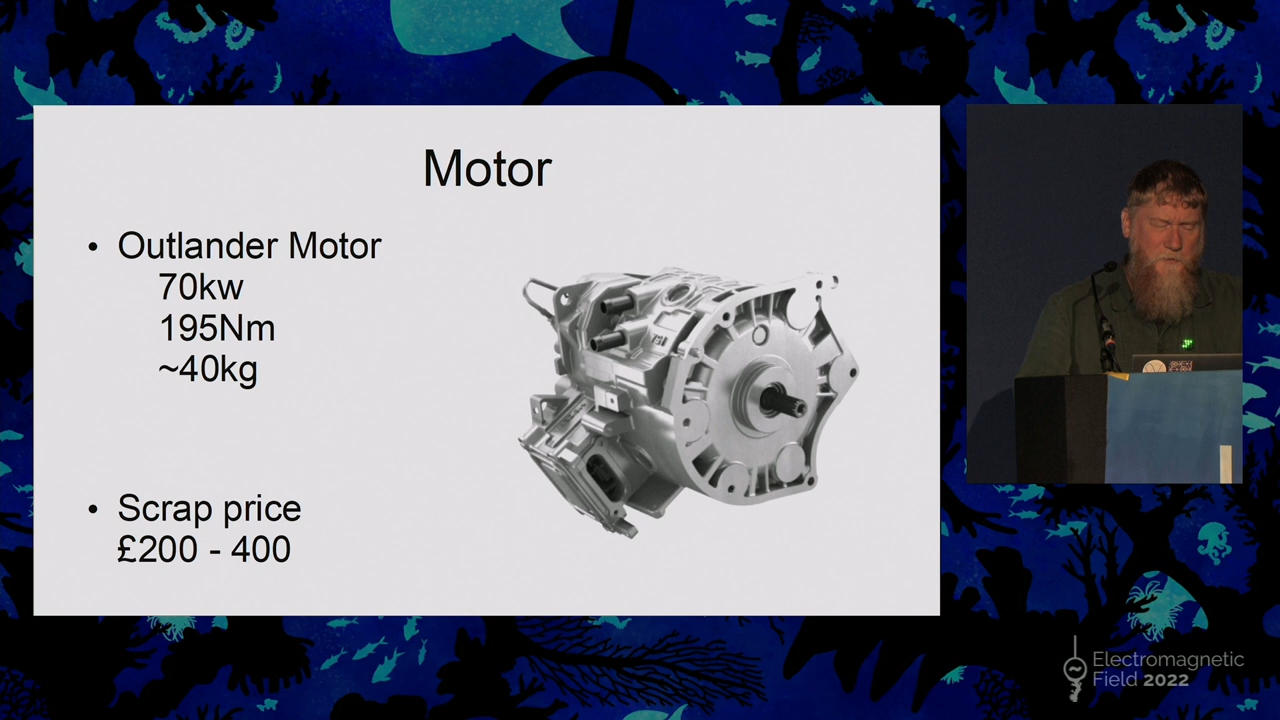 Motor
• Outlander Motor
70kw
195Nm
~40kg
• Scrap price
£200 - 400
Electromagnetic
Field 2022